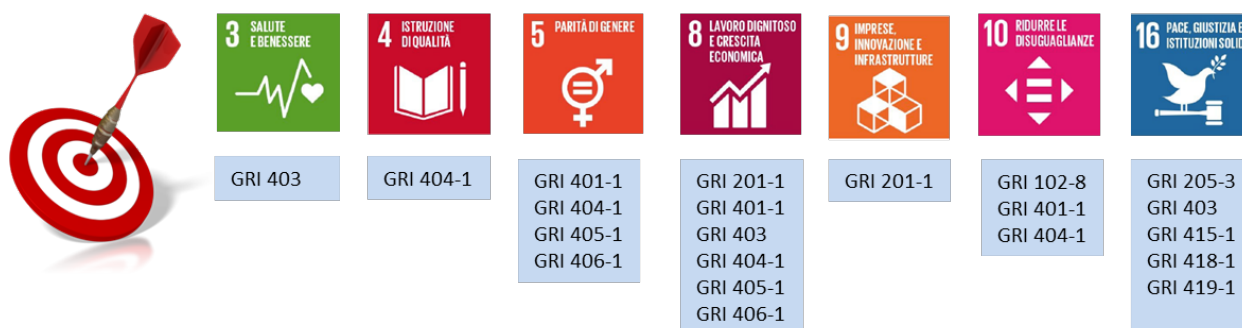 3 SALUTE
E BENESSERE
GRI 403
4 ISTRUZIONE
DI QUALITÀ
GRI 404-1
5 PARITÀ DI GENERE
GRI 401-1
GRI 404-1
GRI 405-1
GRI 406-1
8 LAVORO DIGNITOSO
E CRESCITA
ECONOMICA
GRI 201-1
GRI 401-1
GRI 403
GRI 404-1
GRI 405-1
GRI 406-1
9 IMPRESE,
INNOVAZIONE E
INFRASTRUTTURE
GRI 201-1
10 RIDURRE LE
DISUGUAGLIANZE
GRI 102-8
GRI 401-1
GRI 404-1
16 PACE, GIUSTIZIA E
ISTITUZIONI SOLID
GRI 205-3
GRI 403
GRI 415-1
GRI 418-1
GRI 419-1